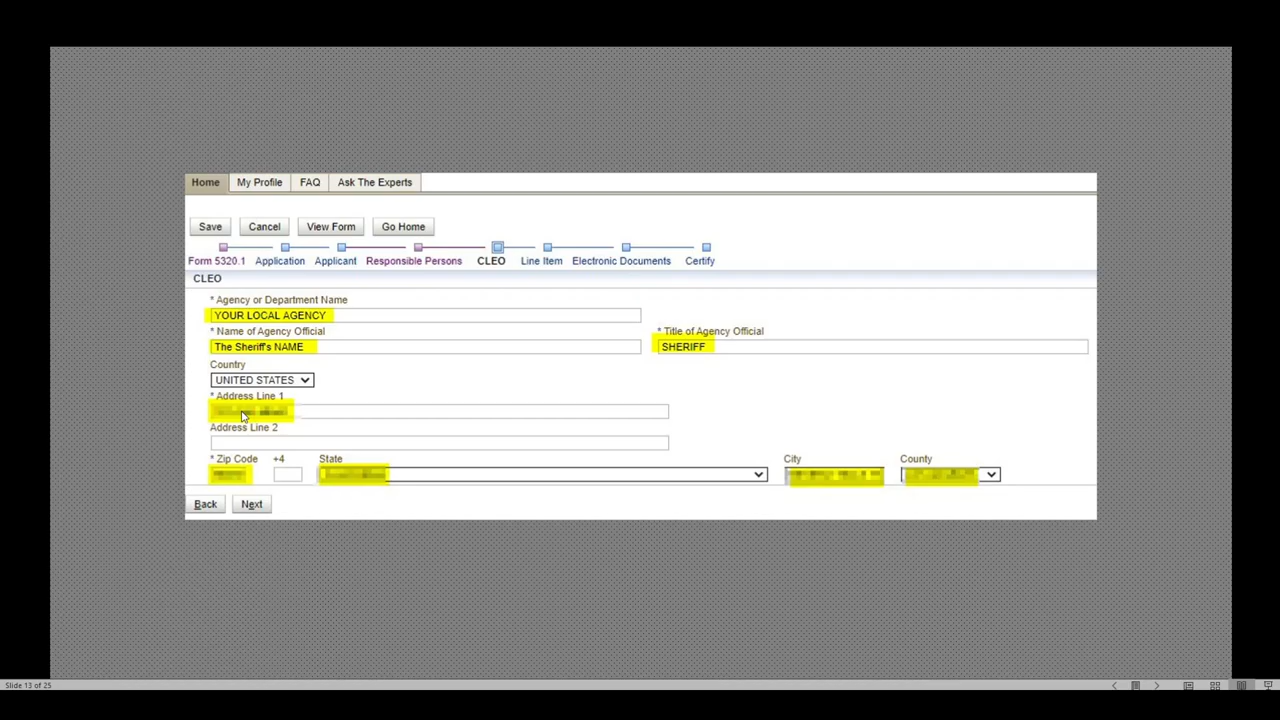 Home My Profile FAQ Ask The Experts
Save Cancel View Form Go Home
Form 5320.1 Application Applicant Responsible Persons CLEO Line Item Electronic Documents Certify
CLEO
* Agency or Department Name
YOUR LOCAL AGENCY
* Name of Agency Official * Title of Agency Official
The Sheriff's NAME SHERIFF
Country
UNITED STATES
* Address Line 1
Address Line 2
* Zip Code +4 State City County
Back Next
Slide 13 of 25